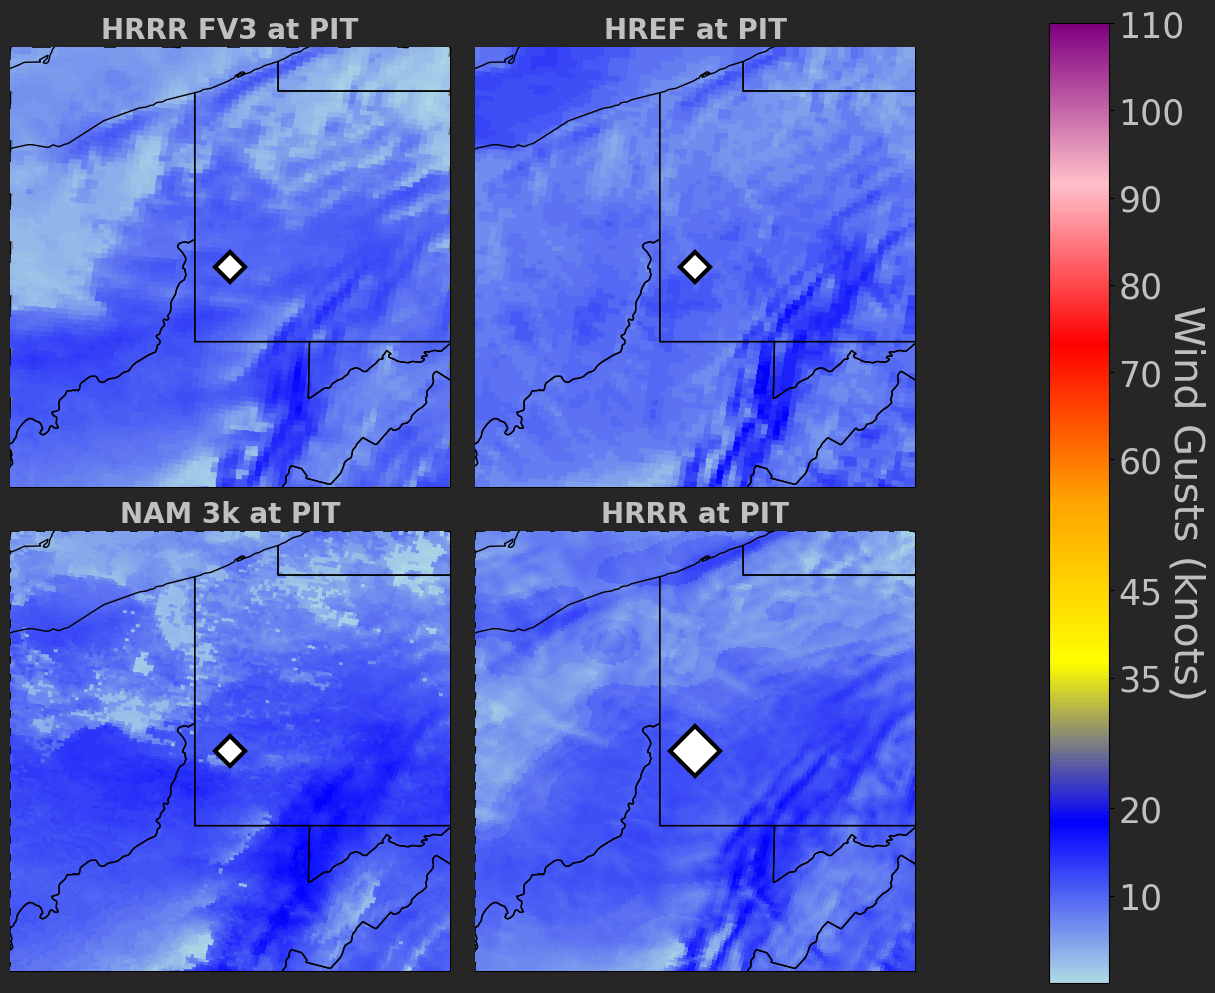 HRRR FV3 at PIT
HREF at PIT
NAM 3k at PIT
HRRR at PIT
110
100
90
80
70
60
45
35
20
10
Wind Gusts (knots)